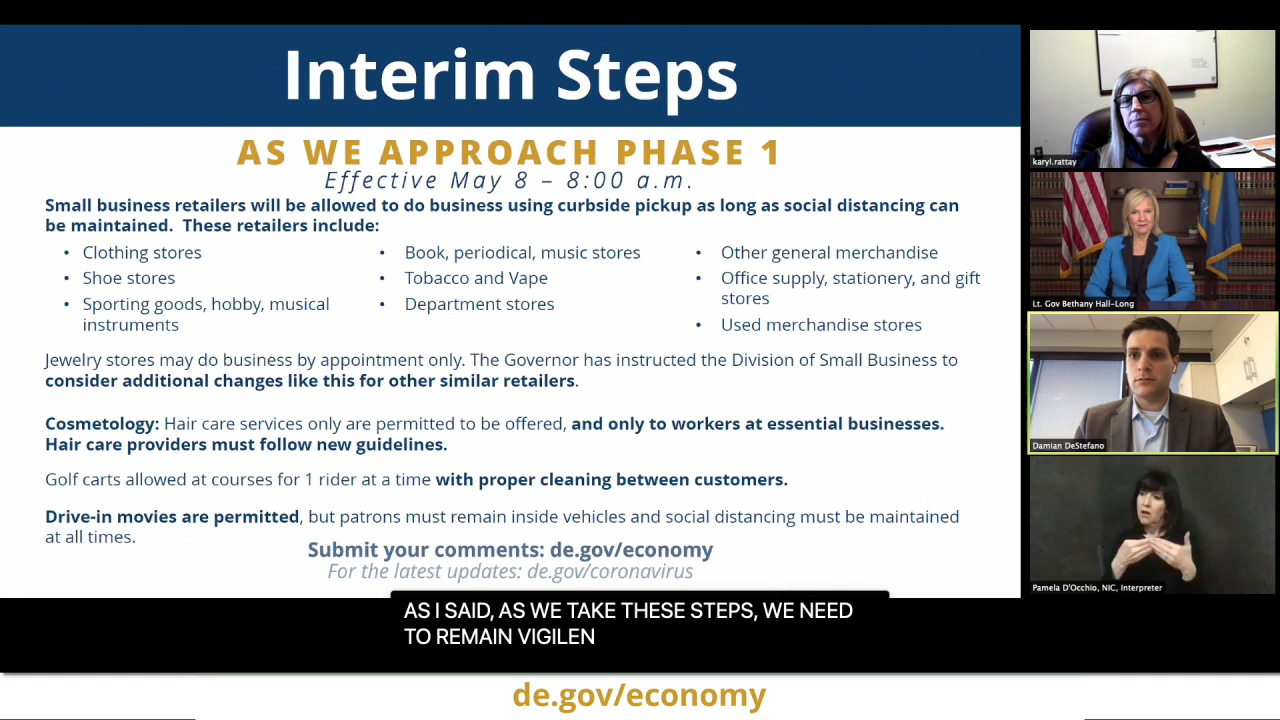 Interim Steps
AS WE APPROACH PHASE 1
Effective May 8 – 8:00 a.m.
Small business retailers will be allowed to do business using curbside pickup as long as social distancing can
be maintained. These retailers include:
• Clothing stores
• Shoe stores
• Sporting goods, hobby, musical
instruments
• Book, periodical, music stores
• Tobacco and Vape
• Department stores
• Other general merchandise
• Office supply, stationery, and gift
stores
• Used merchandise stores
Jewelry stores may do business by appointment only. The Governor has instructed the Division of Small Business to
consider additional changes like this for other similar retailers.
Cosmetology: Hair care services only are permitted to be offered, and only to workers at essential businesses.
Hair care providers must follow new guidelines.
Golf carts allowed at courses for 1 rider at a time with proper cleaning between customers.
Drive-in movies are permitted, but patrons must remain inside vehicles and social distancing must be maintained
at all times.
Submit your comments: de.gov/economy
For the latest updates: de.gov/coronavirus
karyl.rattay
Lt. Gov Bethany Hall-Long
Damian DeStefano
Pamela D'Occhio, NIC, Interpreter
AS I SAID, AS WE TAKE THESE STEPS, WE NEED
TO REMAIN VIGILEN
de.gov/economy